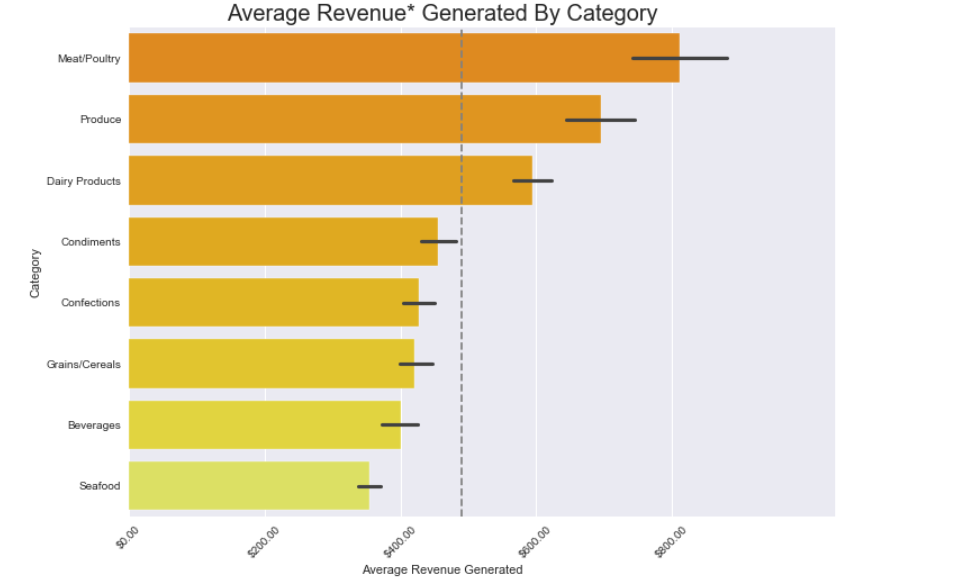 Average Revenue* Generated By Category
Meat/Poultry
Produce
Dairy Products
Condiments
Confections
Grains/Cereals
Beverages
Seafood
Category
$0.00
$200.00
$400.00
$600.00
$800.00
Average Revenue Generated